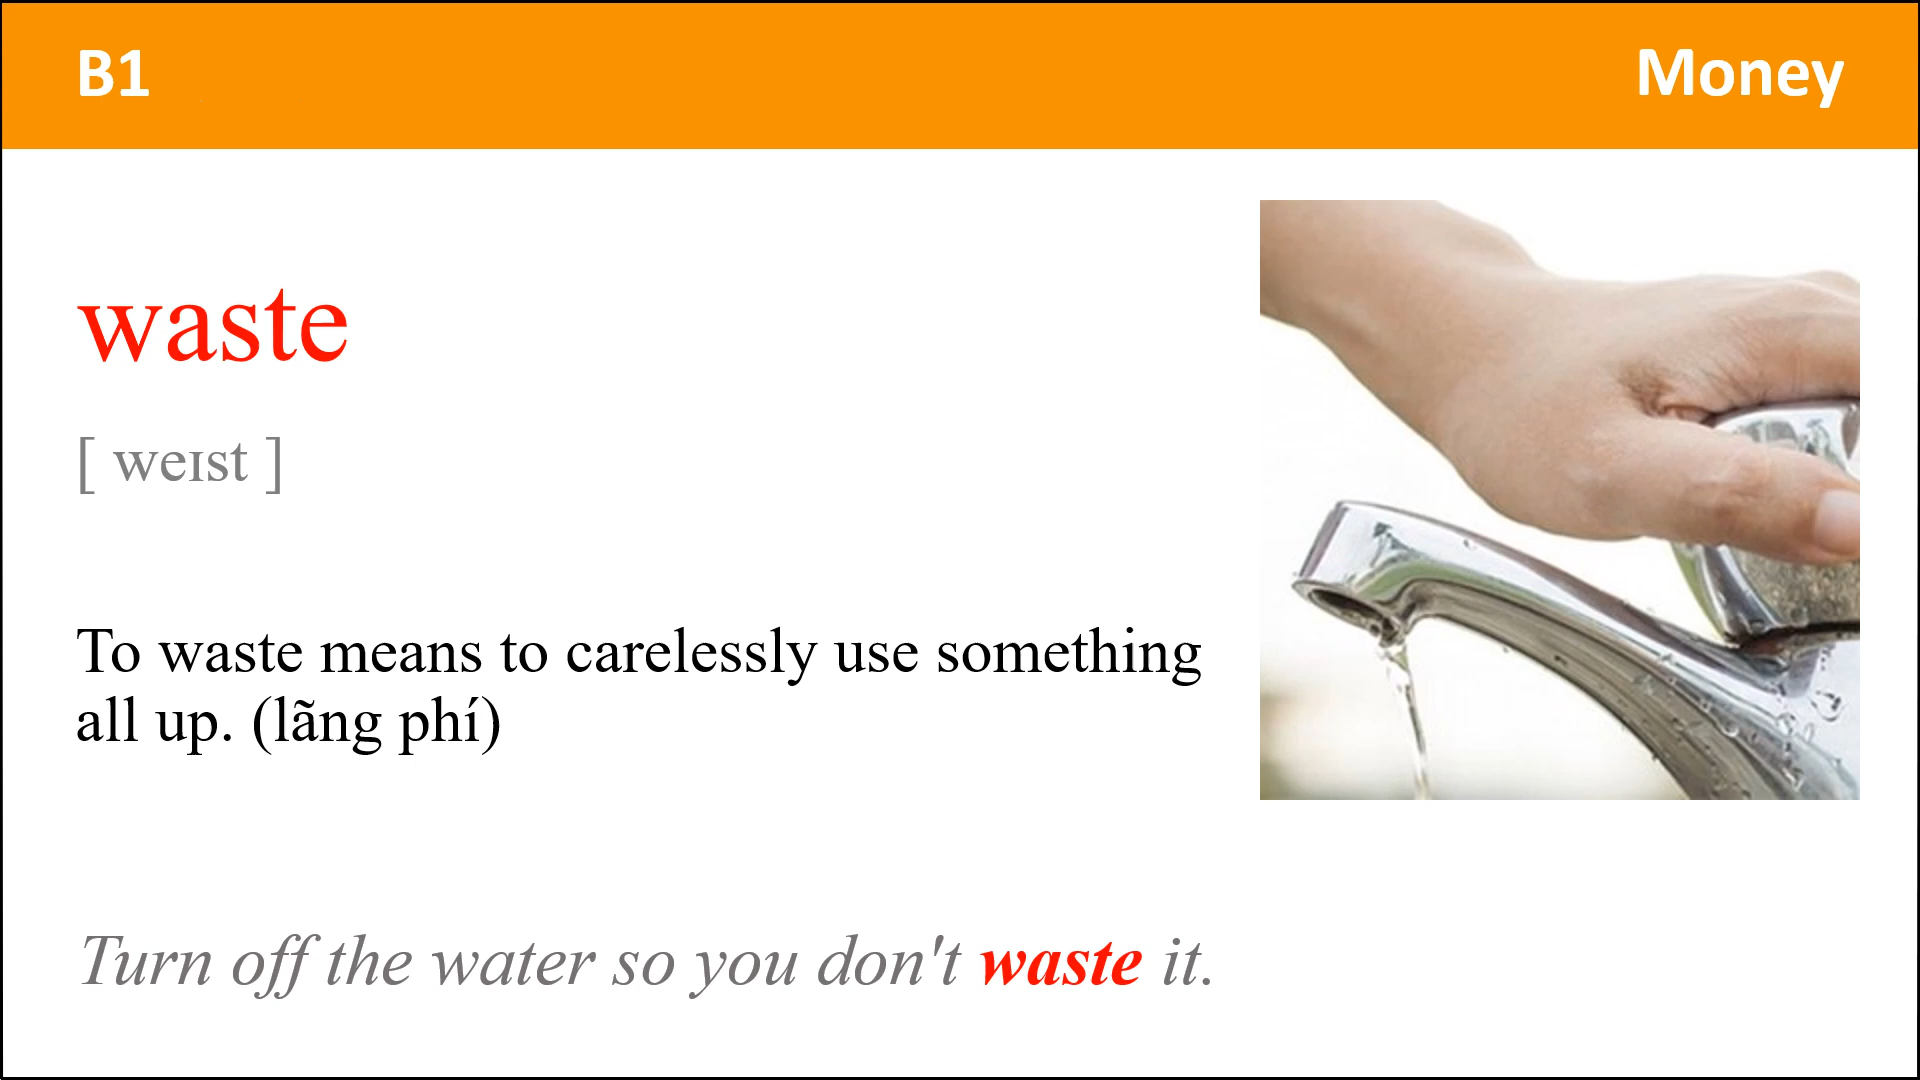 B1
Money
waste
[ weɪst ]
To waste means to carelessly use something
all up. (lãng phí)
Turn off the water so you don't waste it.